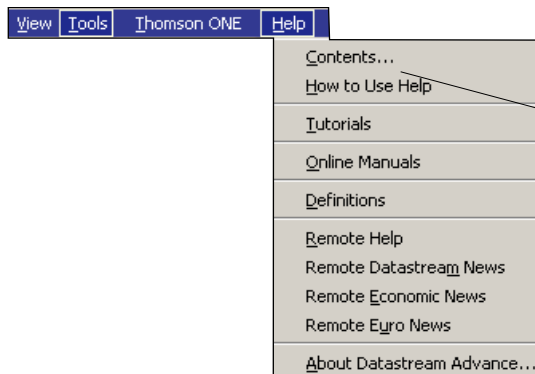 View Tools Thomson ONE Help
Contents...
How to Use Help
Tutorials
Online Manuals
Definitions
Remote Help
Remote Datastream News
Remote Economic News
Remote Euro News
About Datastream Advance...